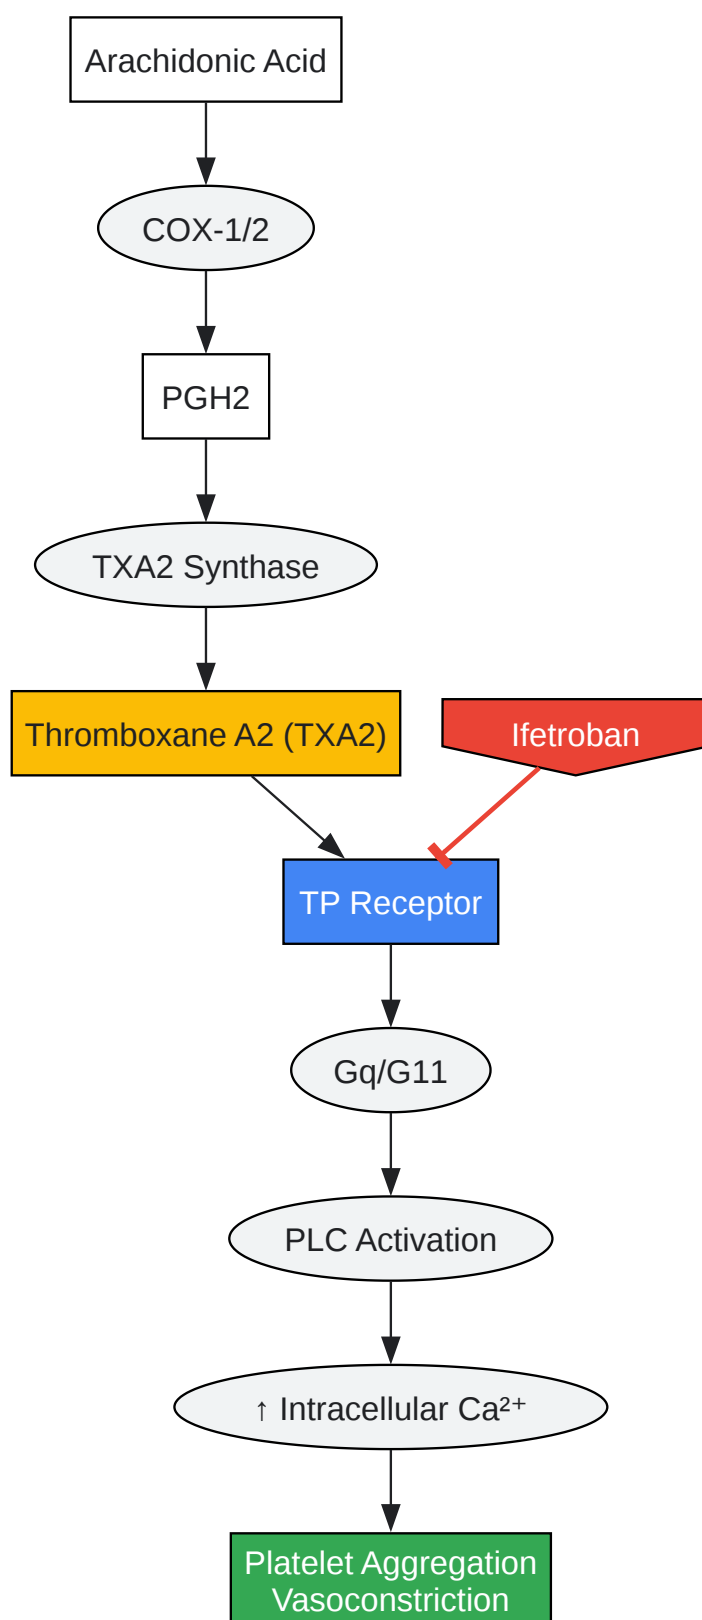 Arachidonic Acid
COX-1/2
PGH2
TXA2 Synthase
Thromboxane A2 (TXA2)
Ifetroban
TP Receptor
Gq/G11
PLC Activation
↑ Intracellular Ca²⁺
Platelet Aggregation
Vasoconstriction